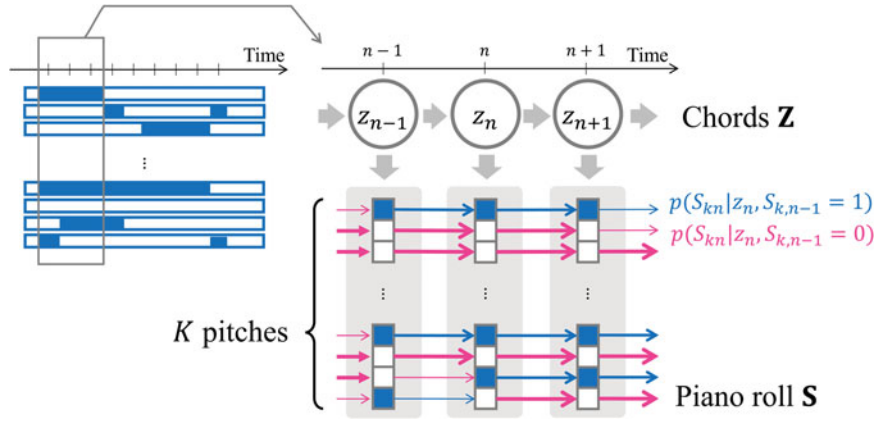 Time
n − 1
n
n + 1
Time
z_{n−1}
z_n
z_{n+1}
Chords Z
⋮
p(S_{kn}|z_n, S_{k,n−1} = 1)
p(S_{kn}|z_n, S_{k,n−1} = 0)
⋮ ⋮ ⋮
K pitches
Piano roll S